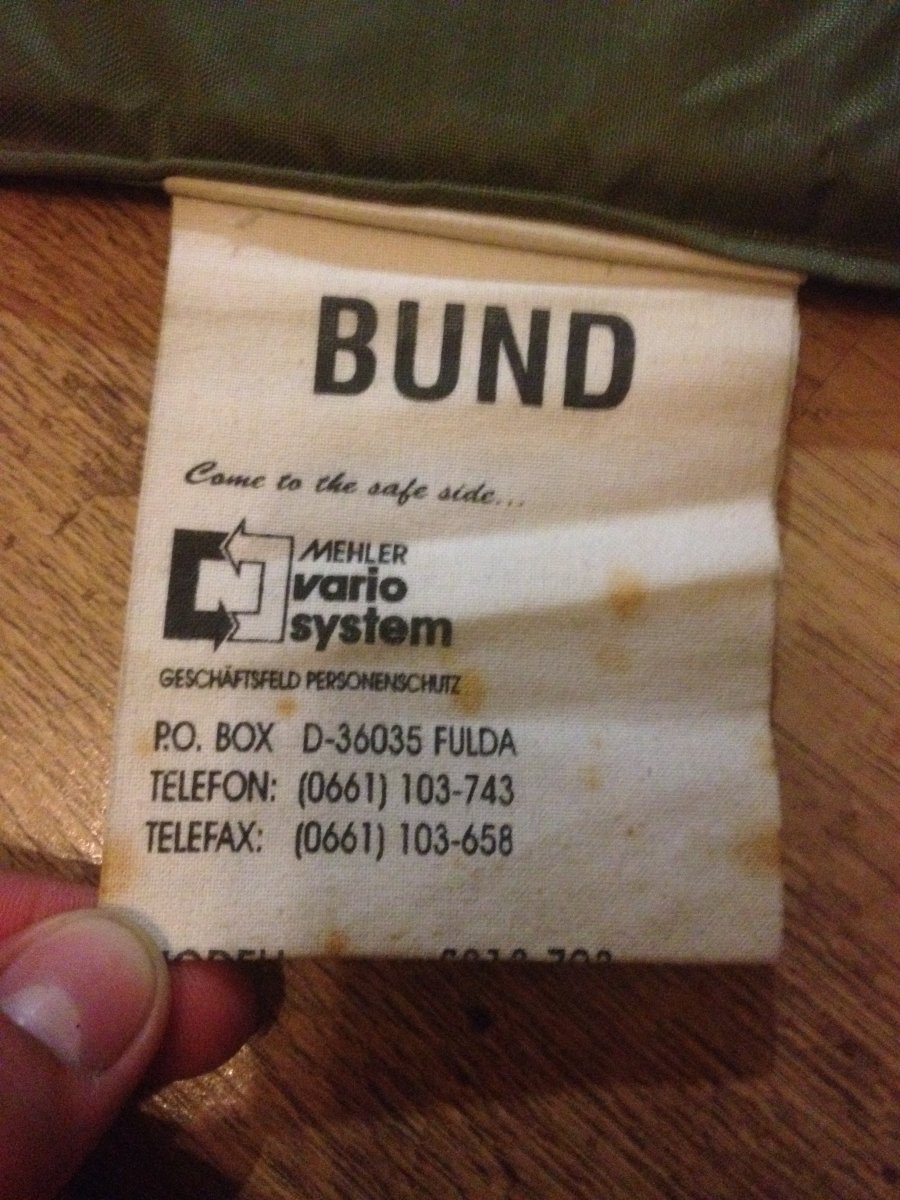 BUND
Come to the safe side...
MEHLER
vario
system
GESCHÄFTSFELD PERSONENSCHUTZ
P.O. BOX D-36035 FULDA
TELEFON: (0661) 103-743
TELEFAX: (0661) 103-658